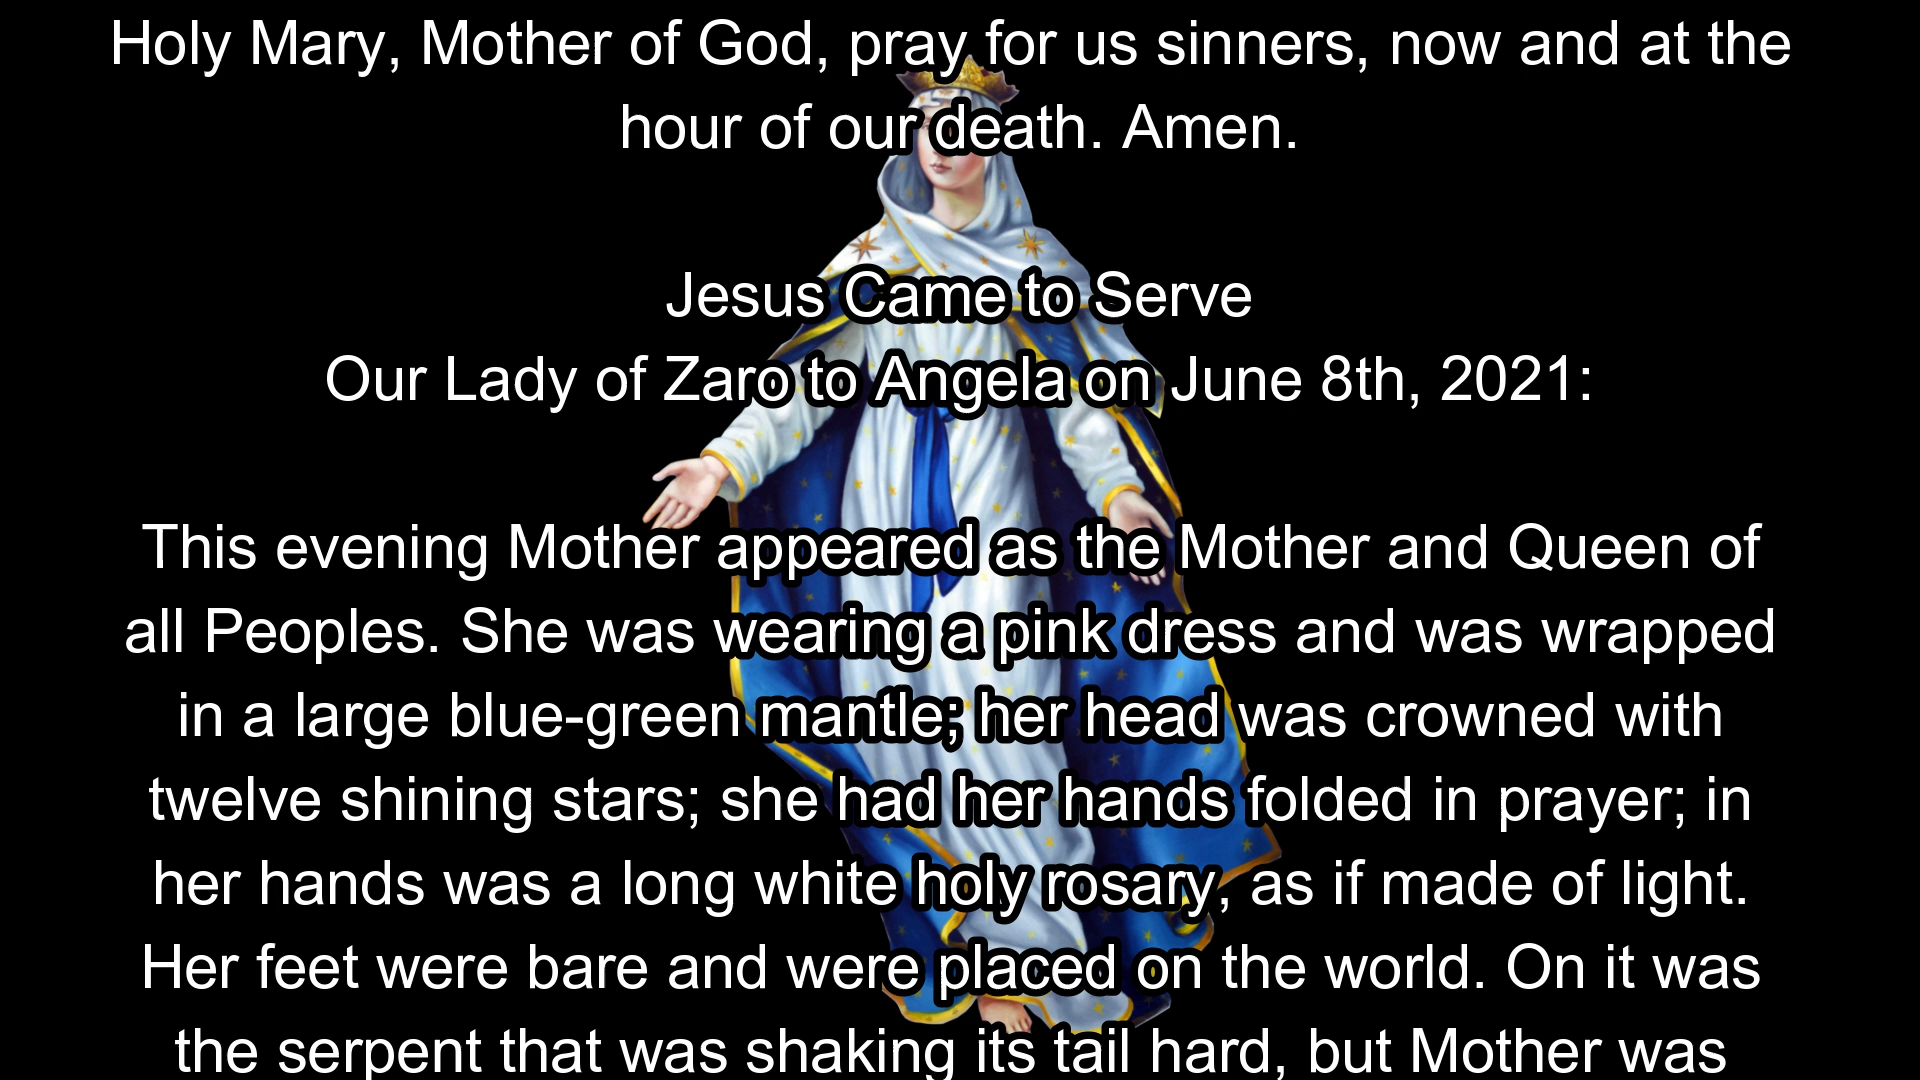 Holy Mary, Mother of God, pray for us sinners, now and at the
hour of our death. Amen.
Jesus Came to Serve
Our Lady of Zaro to Angela on June 8th, 2021:
This evening Mother appeared as the Mother and Queen of
all Peoples. She was wearing a pink dress and was wrapped
in a large blue-green mantle; her head was crowned with
twelve shining stars; she had her hands folded in prayer; in
her hands was a long white holy rosary, as if made of light.
Her feet were bare and were placed on the world. On it was
the serpent that was shaking its tail hard, but Mother was